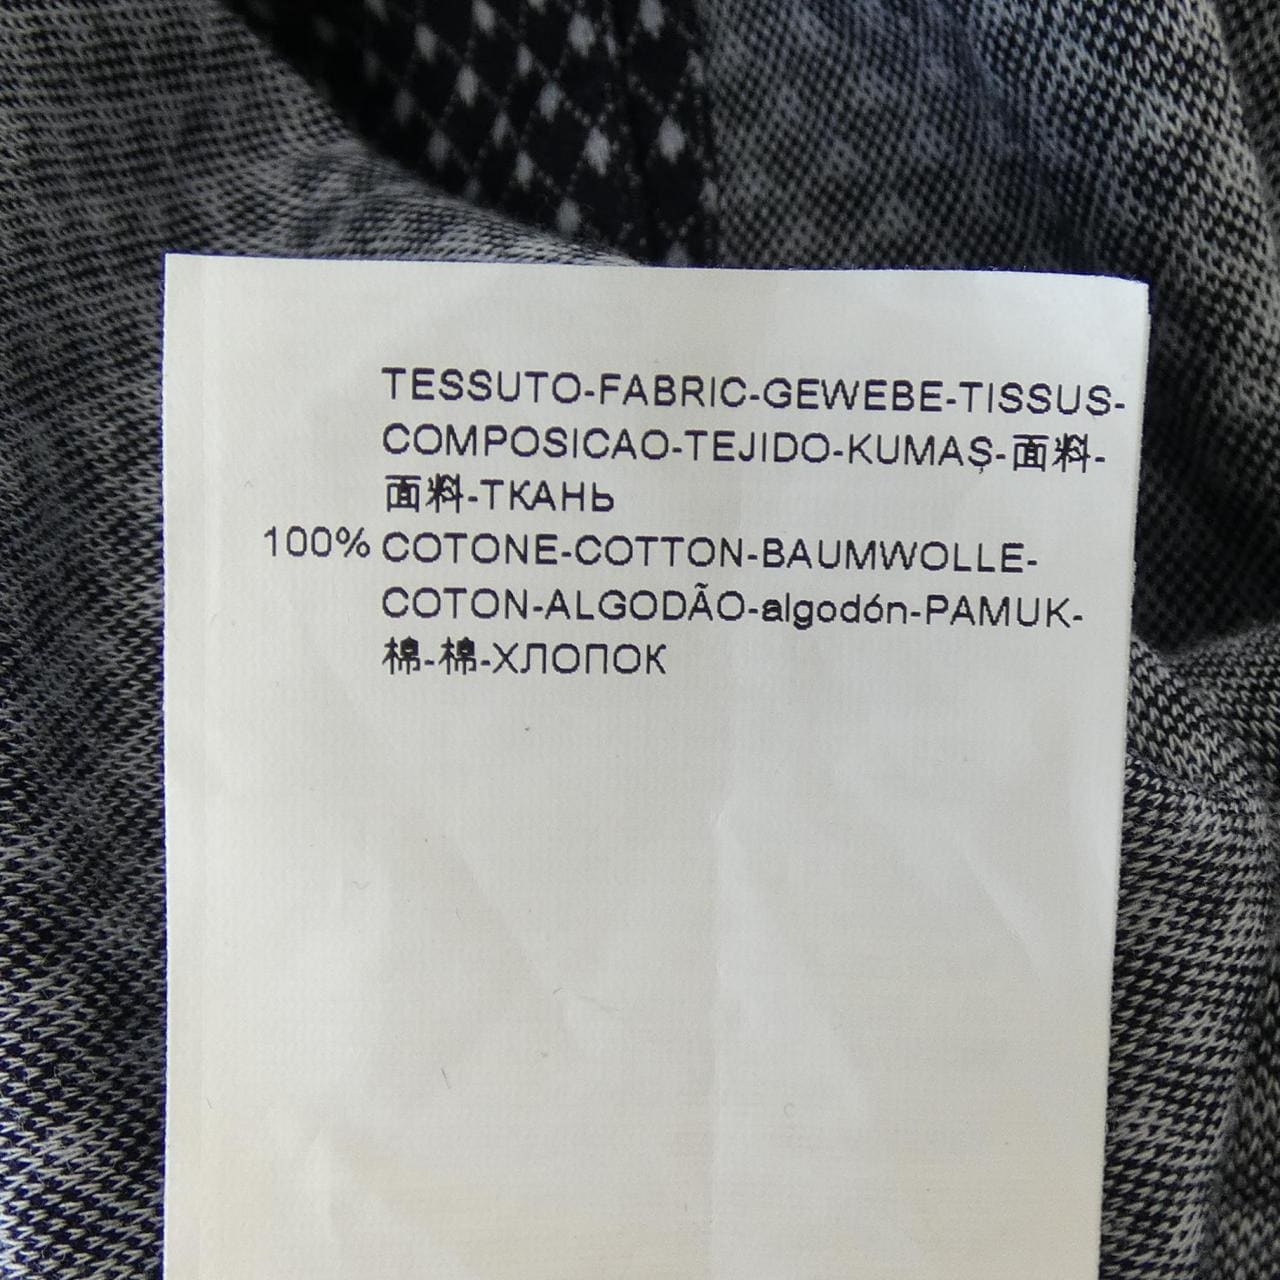 TESSUTO-FABRIC-GEWEBE-TISSUS-
COMPOSICAO-TEJIDO-KUMAŞ-面料-
面料-ТКАНЬ
100% COTONE-COTTON-BAUMWOLLE-
COTON-ALGODÃO-algodón-PAMUK-
棉-棉-ХЛОПОК